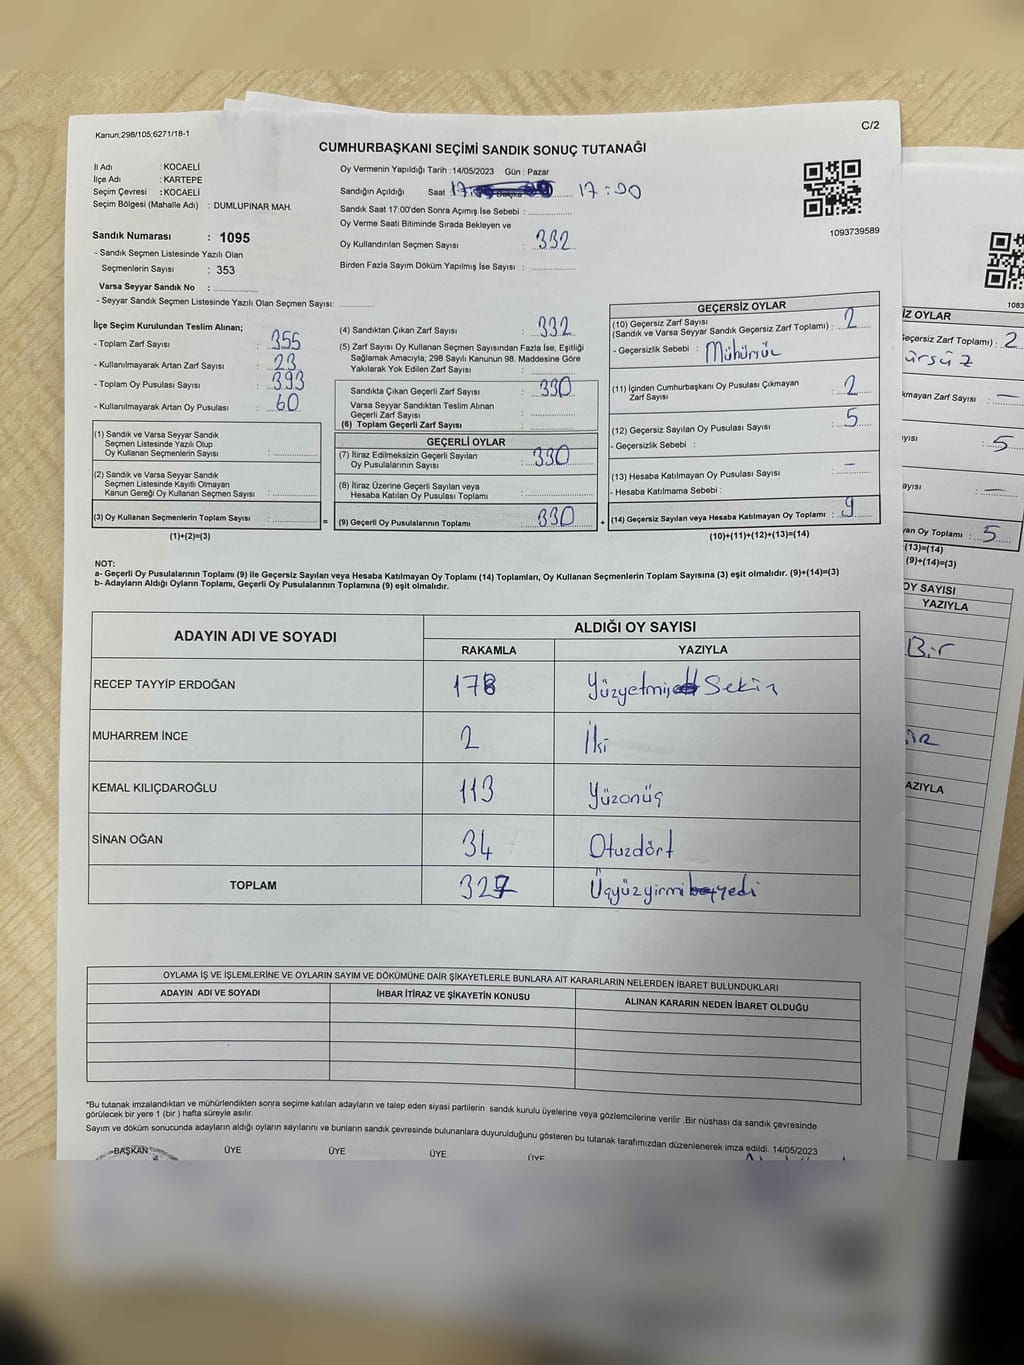 Kanun;298/105;6271/18-1
C/2
CUMHURBAŞKANI SEÇİMİ SANDIK SONUÇ TUTANAĞI
İl Adı : KOCAELİ
İlçe Adı : KARTEPE
Seçim Çevresi : KOCAELİ
Seçim Bölgesi (Mahalle Adı) : DUMLUPINAR MAH.
Oy Vermenin Yapıldığı Tarih :14/05/2023 Gün : Pazar
Sandığın Açıldığı Saat 17:00
Sandık Saat 17:00'den Sonra Açımış İse Sebebi :
Oy Verme Saati Bitiminde Sırada Bekleyen ve
Oy Kullandırılan Seçmen Sayısı : 332
Birden Fazla Sayım Döküm Yapılmış İse Sayısı :
1093739589
Sandık Numarası : 1095
- Sandık Seçmen Listesinde Yazılı Olan
Seçmenlerin Sayısı : 353
Varsa Seyyar Sandık No :
- Seyyar Sandık Seçmen Listesinde Yazılı Olan Seçmen Sayısı:
İlçe Seçim Kurulundan Teslim Alınan;
- Toplam Zarf Sayısı : 355
- Kullanılmayarak Artan Zarf Sayısı : 23
- Toplam Oy Pusulası Sayısı : 393
- Kullanılmayarak Artan Oy Pusulası : 60
(1) Sandık ve Varsa Seyyar Sandık
Seçmen Listesinde Yazılı Olup
Oy Kullanan Seçmenlerin Sayısı :
(2) Sandık ve Varsa Seyyar Sandık
Seçmen Listesinde Kayıtlı Olmayan
Kanun Gereği Oy Kullanan Seçmen Sayısı :
(3) Oy Kullanan Seçmenlerin Toplam Sayısı :
=
(1)+(2)=(3)
(4) Sandıktan Çıkan Zarf Sayısı : 332
(5) Zarf Sayısı Oy Kullanan Seçmen Sayısından Fazla İse, Eşitliği
Sağlamak Amacıyla; 298 Sayılı Kanunun 98. Maddesine Göre
Yakılarak Yok Edilen Zarf Sayısı :
Sandıkta Çıkan Geçerli Zarf Sayısı : 330
Varsa Seyyar Sandıktan Teslim Alınan
Geçerli Zarf Sayısı :
(6) Toplam Geçerli Zarf Sayısı :
GEÇERLİ OYLAR
(7) İtiraz Edilmeksizin Geçerli Sayılan
Oy Pusulalarının Sayısı : 330
(8) İtiraz Üzerine Geçerli Sayılan veya
Hesaba Katılan Oy Pusulası Toplamı :
(9) Geçerli Oy Pusulalarının Toplamı : 330
+
GEÇERSİZ OYLAR
(10) Geçersiz Zarf Sayısı
(Sandık ve Varsa Seyyar Sandık Geçersiz Zarf Toplamı) : 2
- Geçersizlik Sebebi :
(11) İçinden Cumhurbaşkanı Oy Pusulası Çıkmayan
Zarf Sayısı : 2
(12) Geçersiz Sayılan Oy Pusulası Sayısı : 5
- Geçersizlik Sebebi :
(13) Hesaba Katılmayan Oy Pusulası Sayısı : –
- Hesaba Katılmama Sebebi :
(14) Geçersiz Sayılan veya Hesaba Katılmayan Oy Toplamı : 9
(10)+(11)+(12)+(13)=(14)
NOT:
a- Geçerli Oy Pusulalarının Toplamı (9) ile Geçersiz Sayılan veya Hesaba Katılmayan Oy Toplamı (14) Toplamları, Oy Kullanan Seçmenlerin Toplam Sayısına (3) eşit olmalıdır. (9)+(14)=(3)
b- Adayların Aldığı Oyların Toplamı, Geçerli Oy Pusulalarının Toplamına (9) eşit olmalıdır.
ADAYIN ADI VE SOYADI
ALDIĞI OY SAYISI
RAKAMLA YAZIYLA
RECEP TAYYİP ERDOĞAN 178 Sekiz
MUHARREM İNCE 2 İki
KEMAL KILIÇDAROĞLU 113 Yüzonüç
SİNAN OĞAN 34 Otuzdört
TOPLAM 327 Üçyüzyirmi yedi
OYLAMA İŞ VE İŞLEMLERİNE VE OYLARIN SAYIM VE DÖKÜMÜNE DAİR ŞİKAYETLERLE BUNLARA AİT KARARLARIN NELERDEN İBARET BULUNDUKLARI
ADAYIN ADI VE SOYADI İHBAR İTİRAZ VE ŞİKAYETİN KONUSU ALINAN KARARIN NEDEN İBARET OLDUĞU
*Bu tutanak imzalandıktan ve mühürlendikten sonra seçime katılan adayların ve talep eden siyasi partilerin sandık kurulu üyelerine veya gözlemcilerine verilir .Bir nüshası da sandık çevresinde
görülecek bir yere 1 (bir ) hafta süreyle asılır.
Sayım ve döküm sonucunda adayların aldığı oyların sayılarını ve bunların sandık çevresinde bulunanlara duyurulduğunu gösteren bu tutanak tarafımızdan düzenlenerek imza edildi. 14/05/2023
BAŞKAN ÜYE ÜYE ÜYE ÜYE
1083
İZ OYLAR
eçersiz Zarf Toplamı) : 2
ürsüz
kmayan Zarf Sayısı : –
yısı : 5
ayısı : –
yan Oy Toplamı : 5
(13)=(14)
(9)+(14)=(3)
OY SAYISI
YAZIYLA
Bir
AZIYLA